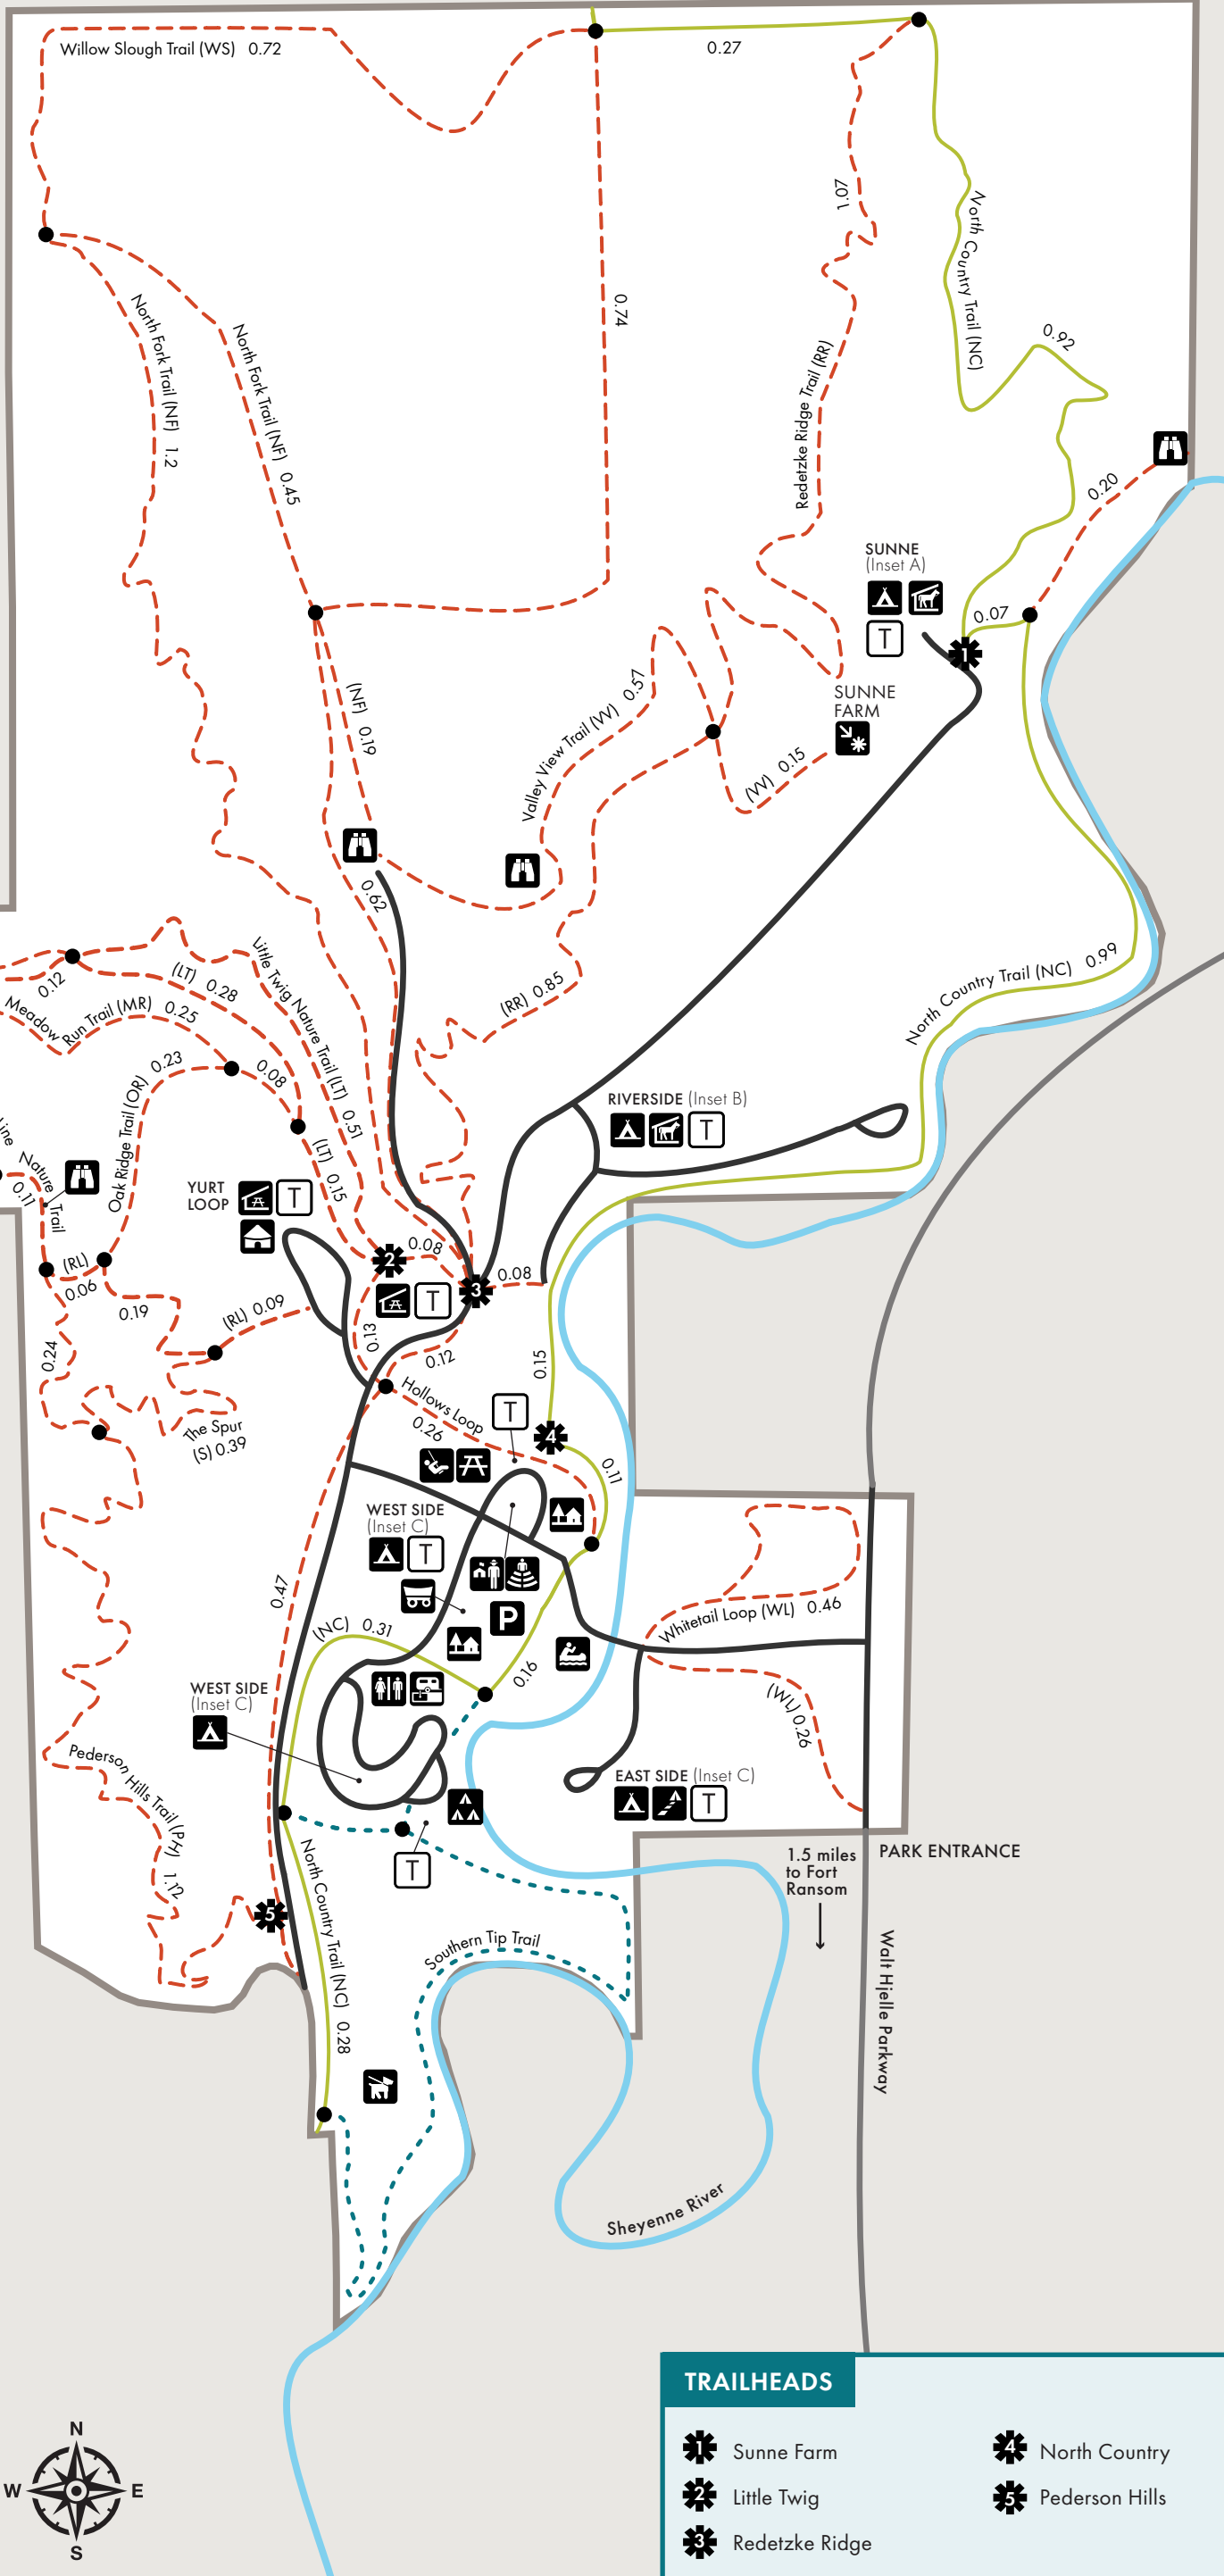 Willow Slough Trail (WS) 0.72
0.27
1.07
North Country Trail (NC)
0.74
0.92
North Fork Trail (NF) 1.2
North Fork Trail (NF) 0.45
Redetzke Ridge Trail (RR)
0.20
SUNNE
(Inset A)
T
0.07
1
(NF) 0.19
Valley View Trail (VV) 0.57
SUNNE
FARM
(VV) 0.15
0.62
Little Twig Nature Trail (LT) 0.51
(LT) 0.28
0.12
Meadow Run Trail (MR) 0.25
(RR) 0.85
North Country Trail (NC) 0.99
0.23
0.08
Oak Ridge Trail (OR)
RIVERSIDE (Inset B)
T
(LT) 0.15
Nature Trail
0.11
YURT
LOOP
T
2
0.08
(RL)
0.06
0.19
T
3
0.08
(RL) 0.09
0.13
0.12
0.15
0.24
Hollows Loop
0.26
T
4
The Spur
(S) 0.39
0.11
WEST SIDE
(Inset C)
T
0.47
P
Whitetail Loop (WL) 0.46
(NC) 0.31
0.16
WEST SIDE
(Inset C)
(WL) 0.26
Pederson Hills Trail (PH) 1.12
EAST SIDE (Inset C)
T
T
PARK ENTRANCE
1.5 miles
to Fort
Ransom
5
North Country Trail (NC) 0.28
Southern Tip Trail
Walt Hjelle Parkway
Sheyenne River
TRAILHEADS
1 Sunne Farm
2 Little Twig
3 Redetzke Ridge
4 North Country
5 Pederson Hills
N
W E
S